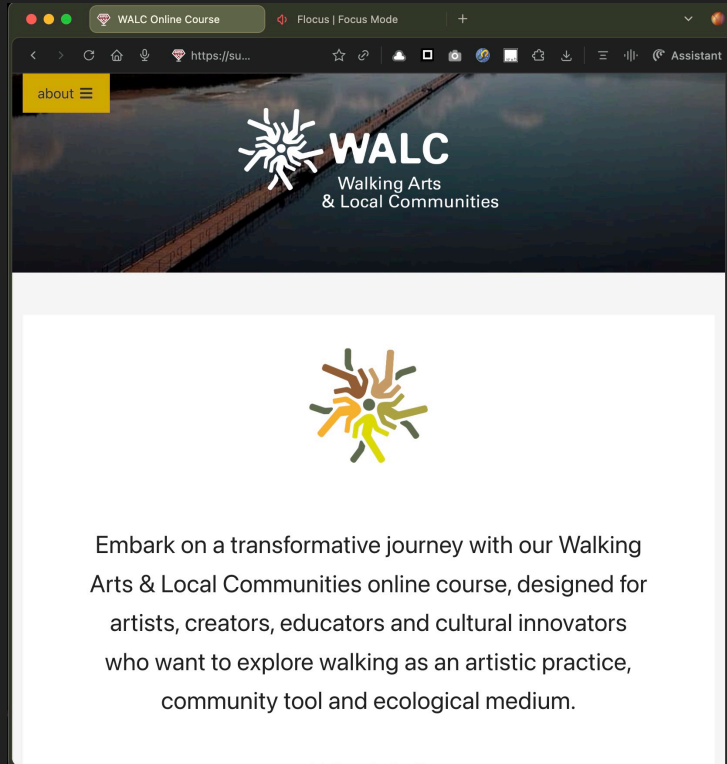 WALC Online Course
Flocus | Focus Mode
https://su...
Assistant
about
WALC
Walking Arts
& Local Communities
Embark on a transformative journey with our Walking
Arts & Local Communities online course, designed for
artists, creators, educators and cultural innovators
who want to explore walking as an artistic practice,
community tool and ecological medium.